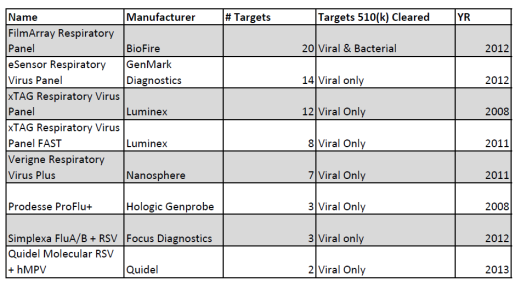 Name Manufacturer # Targets Targets 510(k) Cleared YR
FilmArray Respiratory
Panel BioFire 20 Viral & Bacterial 2012
eSensor Respiratory GenMark
Virus Panel Diagnostics 14 Viral only 2012
xTAG Respiratory Virus
Panel Luminex 12 Viral Only 2008
xTAG Respiratory Virus
Panel FAST Luminex 8 Viral Only 2011
Verigne Respiratory
Virus Plus Nanosphere 7 Viral Only 2011
Prodesse ProFlu+ Hologic Genprobe 3 Viral Only 2008
Simplexa FluA/B + RSV Focus Diagnostics 3 Viral only 2012
Quidel Molecular RSV
+ hMPV Quidel 2 Viral Only 2013